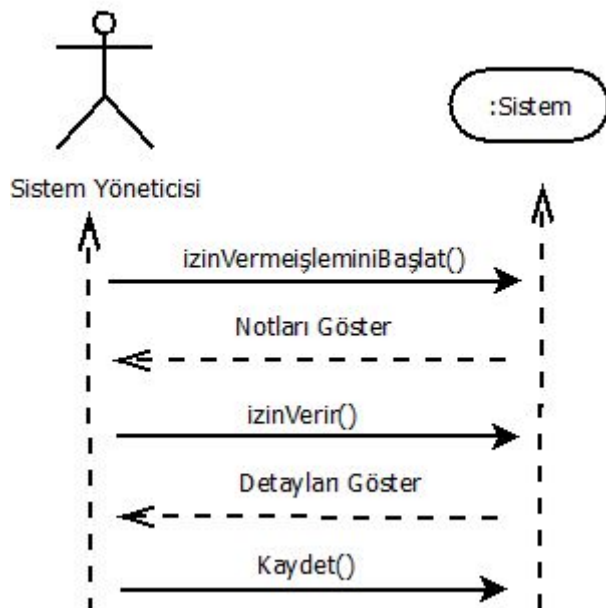 :Sistem
Sistem Yöneticisi
izinVermeişleminiBaşlat()
Notları Göster
izinVerir()
Detayları Göster
Kaydet()